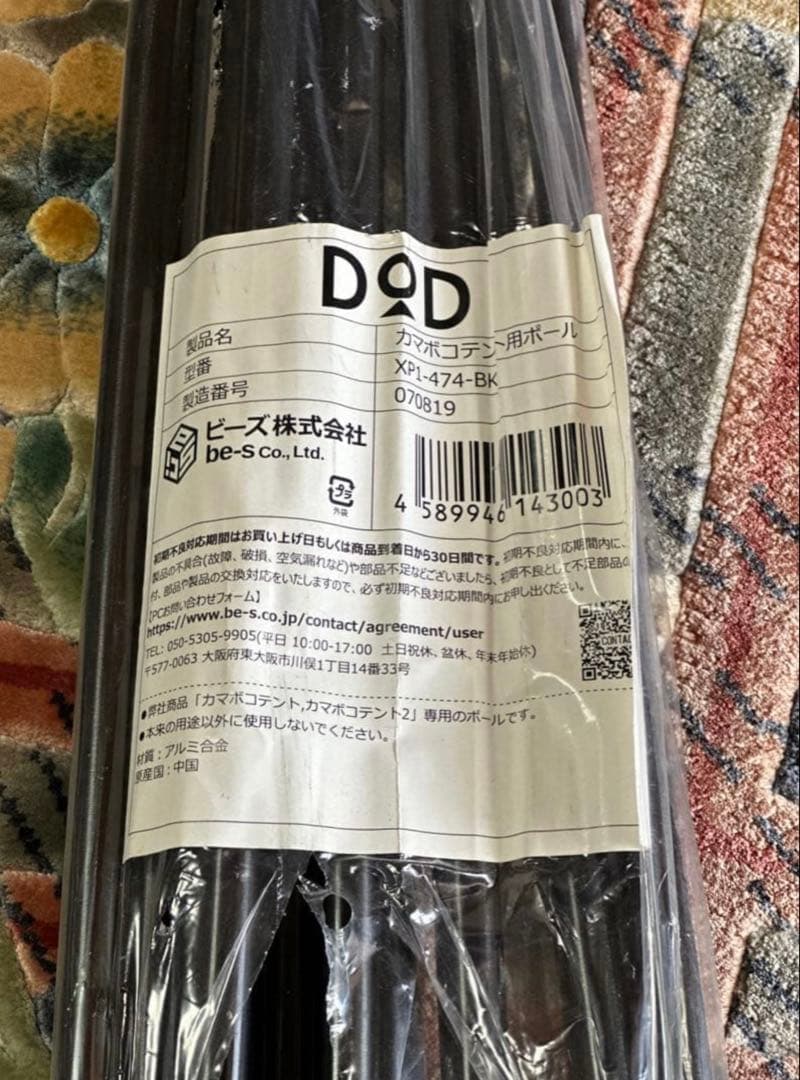 DOD
製品名 カマボコテント用ポール
型番 XP1-474-BK
製造番号 070819
ビーズ株式会社
be-s Co., Ltd.
プラ
外袋
4 589946 143003
初期不良対応期間はお買い上げ日もしくは商品到着日から30日間です。初期不良対応期間内に、
製品の不具合(故障、破損、空気漏れなど)や部品不足などございましたら、初期不良として不足部品の
付、部品や製品の交換対応をいたしますので、必ず初期不良対応期間内にお申し出ください。
【PCお問い合わせフォーム】
https://www.be-s.co.jp/contact/agreement/user
TEL: 050-5305-9905(平日 10:00-17:00 土日祝休、盆休、年末年始休)
〒577-0063 大阪府東大阪市川俣1丁目14番33号
CONTAC
●弊社商品「カマボコテント,カマボコテント2」専用のポールです。
●本来の用途以外に使用しないでください。
材質 : アルミ合金
原産国 : 中国